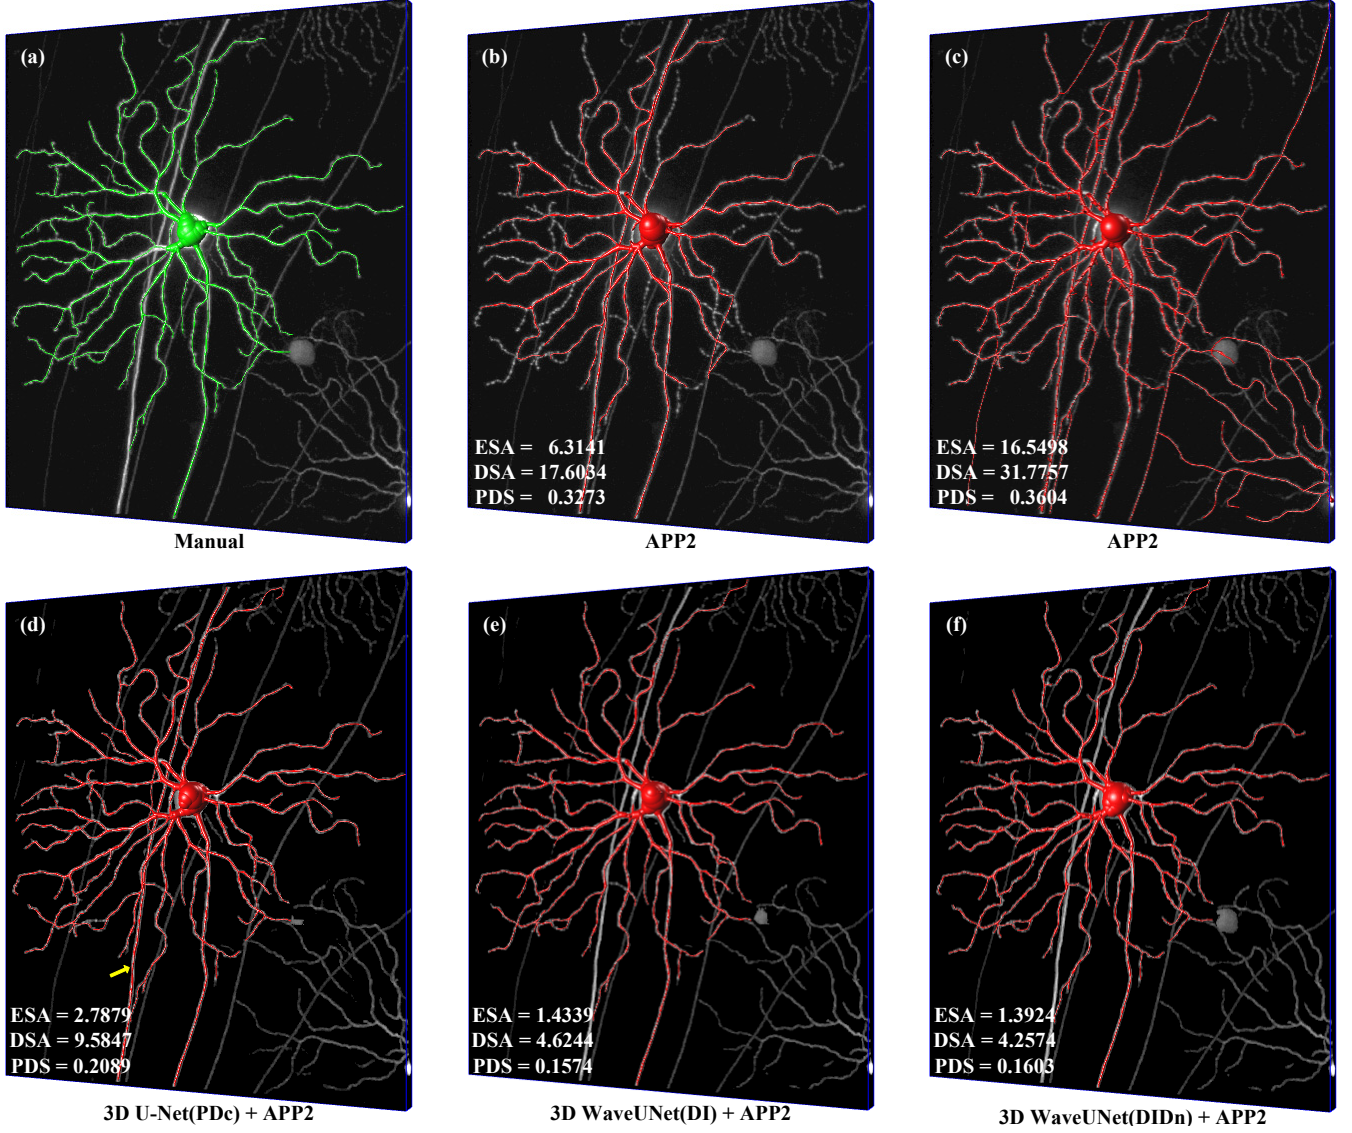 (a)
(b)
(c)
ESA = 6.3141
DSA = 17.6034
PDS = 0.3273
ESA = 16.5498
DSA = 31.7757
PDS = 0.3604
Manual
APP2
APP2
(d)
(e)
(f)
ESA = 2.7879
DSA = 9.5847
PDS = 0.2089
ESA = 1.4339
DSA = 4.6244
PDS = 0.1574
ESA = 1.3924
DSA = 4.2574
PDS = 0.1603
3D U-Net(PDc) + APP2
3D WaveUNet(DI) + APP2
3D WaveUNet(DIDn) + APP2